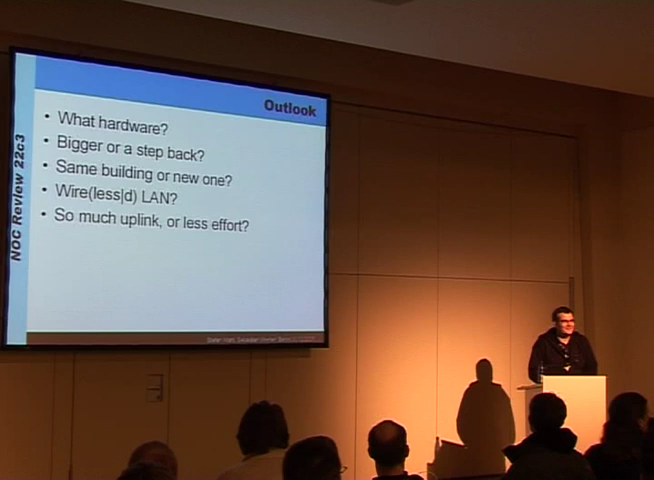 Outlook
NOC Review 22c3
• What hardware?
• Bigger or a step back?
• Same building or new one?
• Wire(less|d) LAN?
• So much uplink, or less effort?